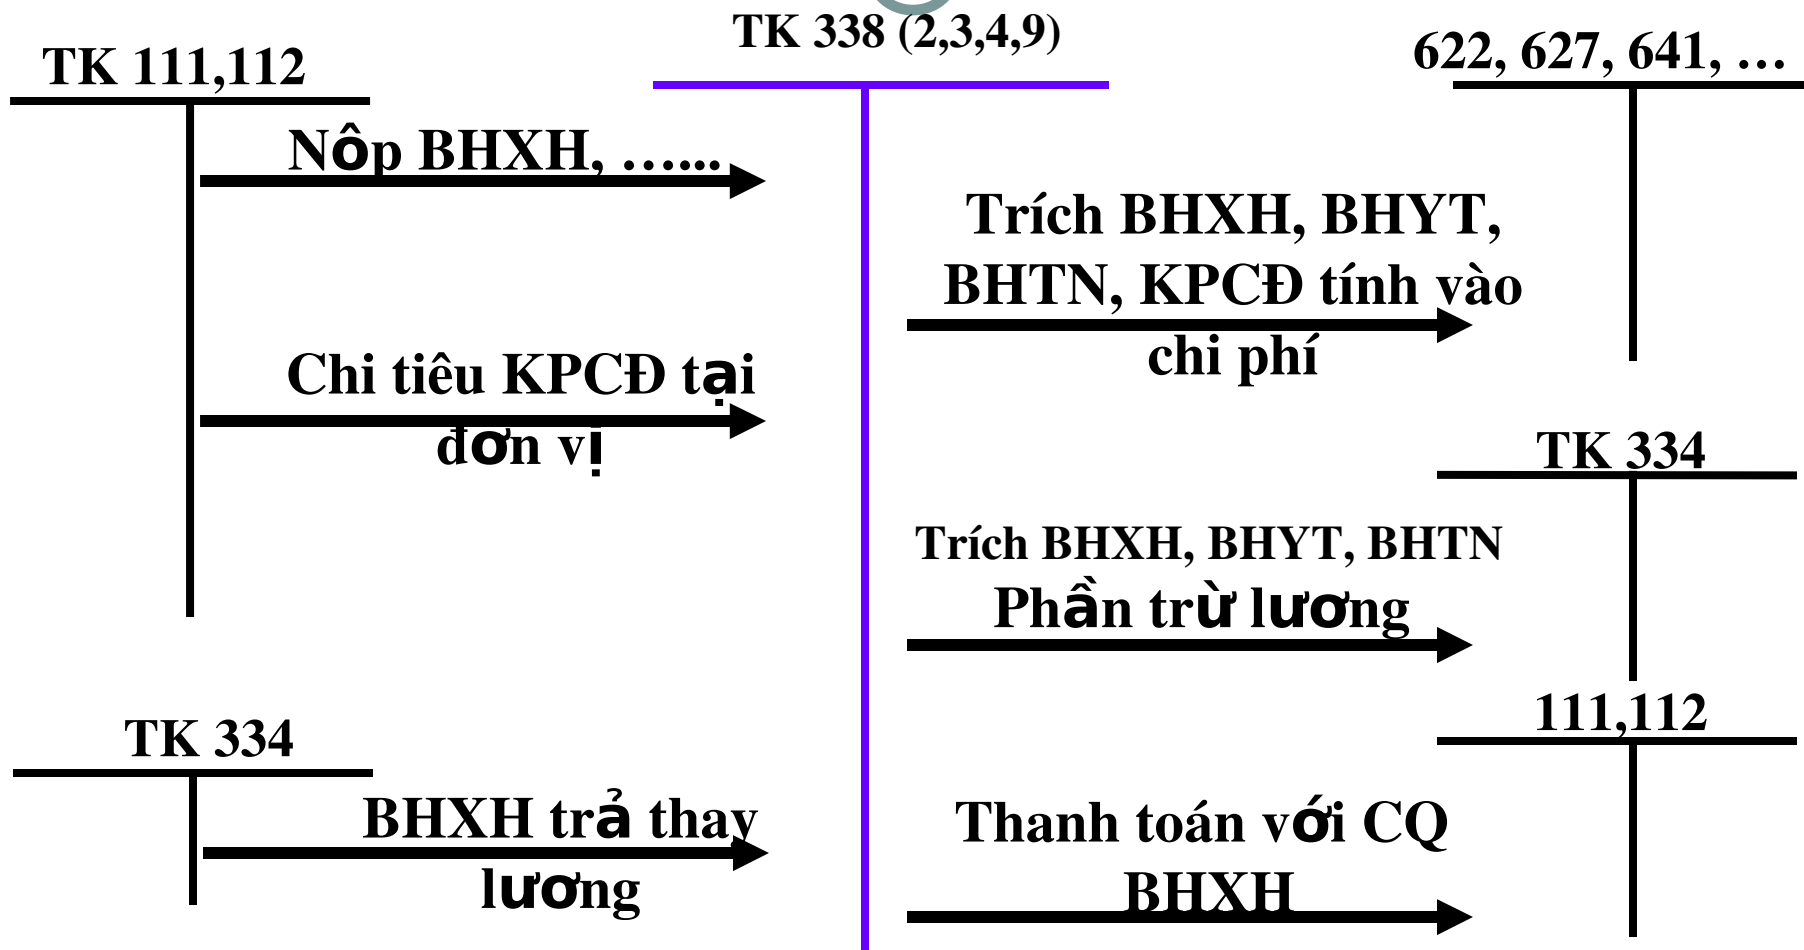 TK 111,112
TK 338 (2,3,4,9)
622, 627, 641, …
Nôp BHXH, …...
Trích BHXH, BHYT,
BHTN, KPCĐ tính vào
chi phí
Chi tiêu KPCĐ tại
đơn vị
TK 334
Trích BHXH, BHYT, BHTN
Phần trừ lương
111,112
TK 334
BHXH trả thay
lương
Thanh toán với CQ
BHXH